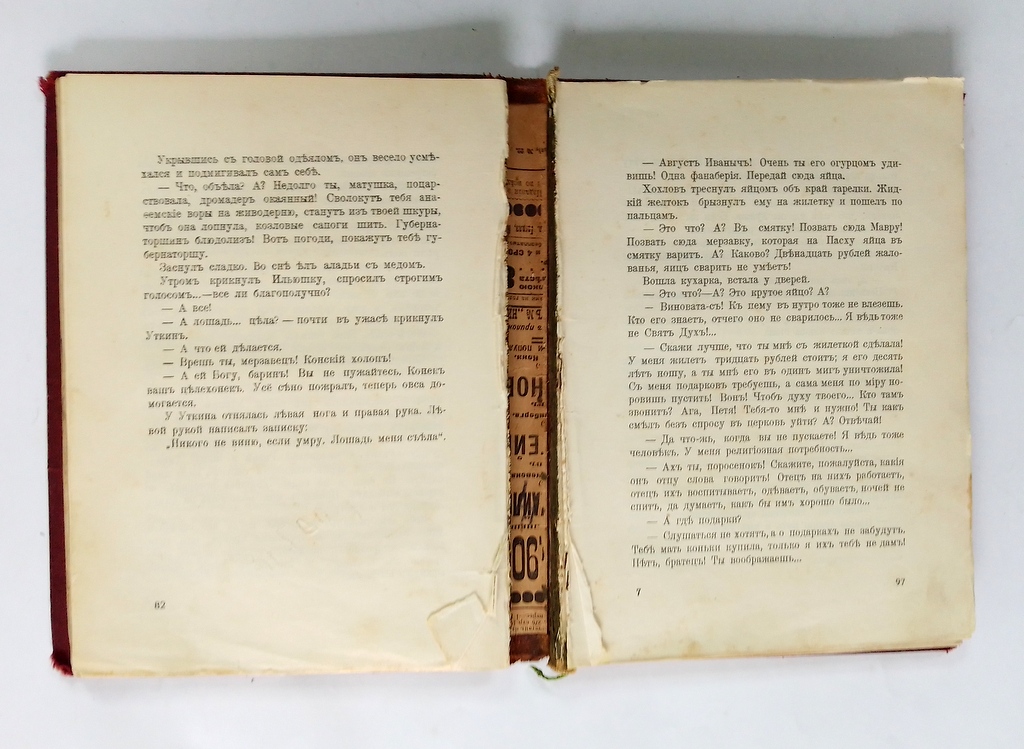 Укрывшись съ головой одѣяломъ, онъ весело усмѣ-
хался и подмигивалъ самъ себѣ.
— Что, объѣла? А? Недолго ты, матушка, поцар-
ствовала, дромадеръ окаянный! Сволокутъ тебя ана-
ѳемскіе воры на живодерню, станутъ изъ твоей шкуры,
чтобъ она лопнула, козловые сапоги шить. Губерна-
торшинъ блюдолизъ! Вотъ погоди, покажутъ тебѣ гу-
бернаторшу.
Заснулъ сладко. Во снѣ ѣлъ аладьи съ медомъ.
Утромъ крикнулъ Ильюшку, спросилъ строгимъ
голосомъ...—все ли благополучно?
— А все!
— А лошадь... цѣла? — почти въ ужасѣ крикнулъ
Уткинъ.
— А что ей дѣлается.
— Врешь ты, мерзавецъ! Конскій холопъ!
— А ей Богу, баринъ! Вы не пужайтесь. Конекъ
вашъ цѣлехонекъ. Усё сѣно пожралъ, теперь овса до-
могается.
У Уткина отнялась лѣвая нога и правая рука. Лѣ-
вой рукой написалъ записку:
„Никого не виню, если умру. Лошадь меня съѣла“.
82
НОВ
ЕЙ
90
— Августъ Иванычъ! Очень ты его огурцомъ уди-
вишь! Одна фанаберія. Передай сюда яйца.
Хохловъ треснулъ яйцомъ объ край тарелки. Жид-
кій желтокъ брызнулъ ему на жилетку и пошелъ по
пальцамъ.
— Это что? А? Въ смятку! Позвать сюда Мавру!
Позвать сюда мерзавку, которая на Пасху яйца въ
смятку варитъ. А? Каково? Двѣнадцать рублей жало-
ванья, яицъ сварить не умѣетъ!
Вошла кухарка, встала у дверей.
— Это что?—А? Это крутое яйцо? А?
— Виновата-съ! Къ нему въ нутро тоже не влезешь.
Кто его знаетъ, отчего оно не сварилось... Я вѣдь тоже
не Святъ Духъ!...
— Скажи лучше, что ты мнѣ съ жилеткой сдѣлала!
У меня жилетъ тридцать рублей стоитъ; я его десять
лѣтъ ношу, а ты мнѣ его въ одинъ мигъ уничтожила!
Съ меня подарковъ требуешь, а сама меня по міру но-
ровишь пустить! Вонъ! Чтобъ духу твоего... Кто тамъ
звонитъ? Ага, Петя! Тебя-то мнѣ и нужно! Ты какъ
смѣлъ безъ спросу въ церковь уйти? А? Отвѣчай!
— Да что-жъ, когда вы не пускаете! Я вѣдь тоже
человѣкъ. У меня религіозная потребность...
— Ахъ ты, поросенокъ! Скажите, пожалуйста, какія
онъ отцу слова говоритъ! Отецъ на нихъ работаетъ,
отецъ ихъ воспитываетъ, одѣваетъ, обуваетъ, ночей не
спитъ, да думаетъ, какъ бы имъ хорошо было...
— А гдѣ подарки?
— Слушаться не хотятъ, а о подаркахъ не забудутъ.
Тебѣ мать коньки купила, только я ихъ тебѣ не дамъ!
Нѣтъ, братецъ! Ты воображаешь...
7
97